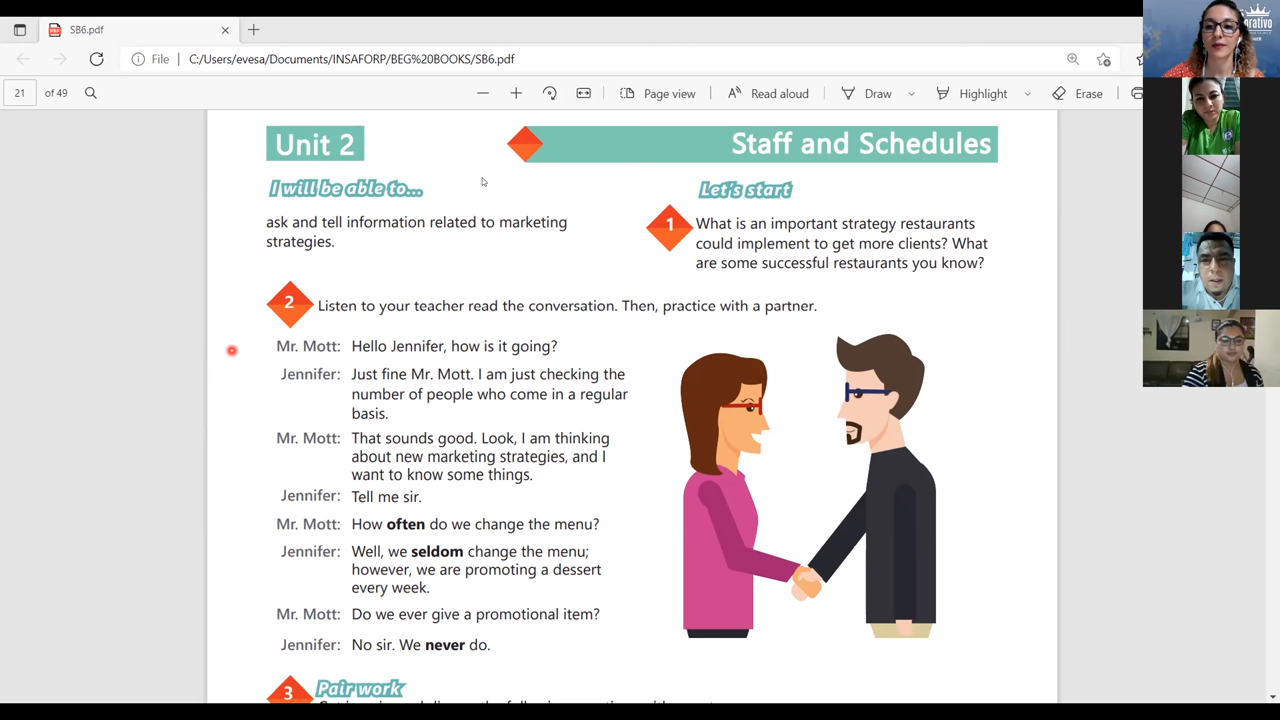 SB6.pdf
File
C:/Users/evesa/Documents/INSAFORP/BEG%20BOOKS/SB6.pdf
21
of 49
Page view
Read aloud
Draw
Highlight
Erase
Unit 2
Staff and Schedules
I will be able to...
ask and tell information related to marketing
strategies.
Let's start
1
What is an important strategy restaurants
could implement to get more clients? What
are some successful restaurants you know?
2
Listen to your teacher read the conversation. Then, practice with a partner.
Mr. Mott: Hello Jennifer, how is it going?
Jennifer: Just fine Mr. Mott. I am just checking the
number of people who come in a regular
basis.
Mr. Mott: That sounds good. Look, I am thinking
about new marketing strategies, and I
want to know some things.
Jennifer: Tell me sir.
Mr. Mott: How often do we change the menu?
Jennifer: Well, we seldom change the menu;
however, we are promoting a dessert
every week.
Mr. Mott: Do we ever give a promotional item?
Jennifer: No sir. We never do.
3
Pair work